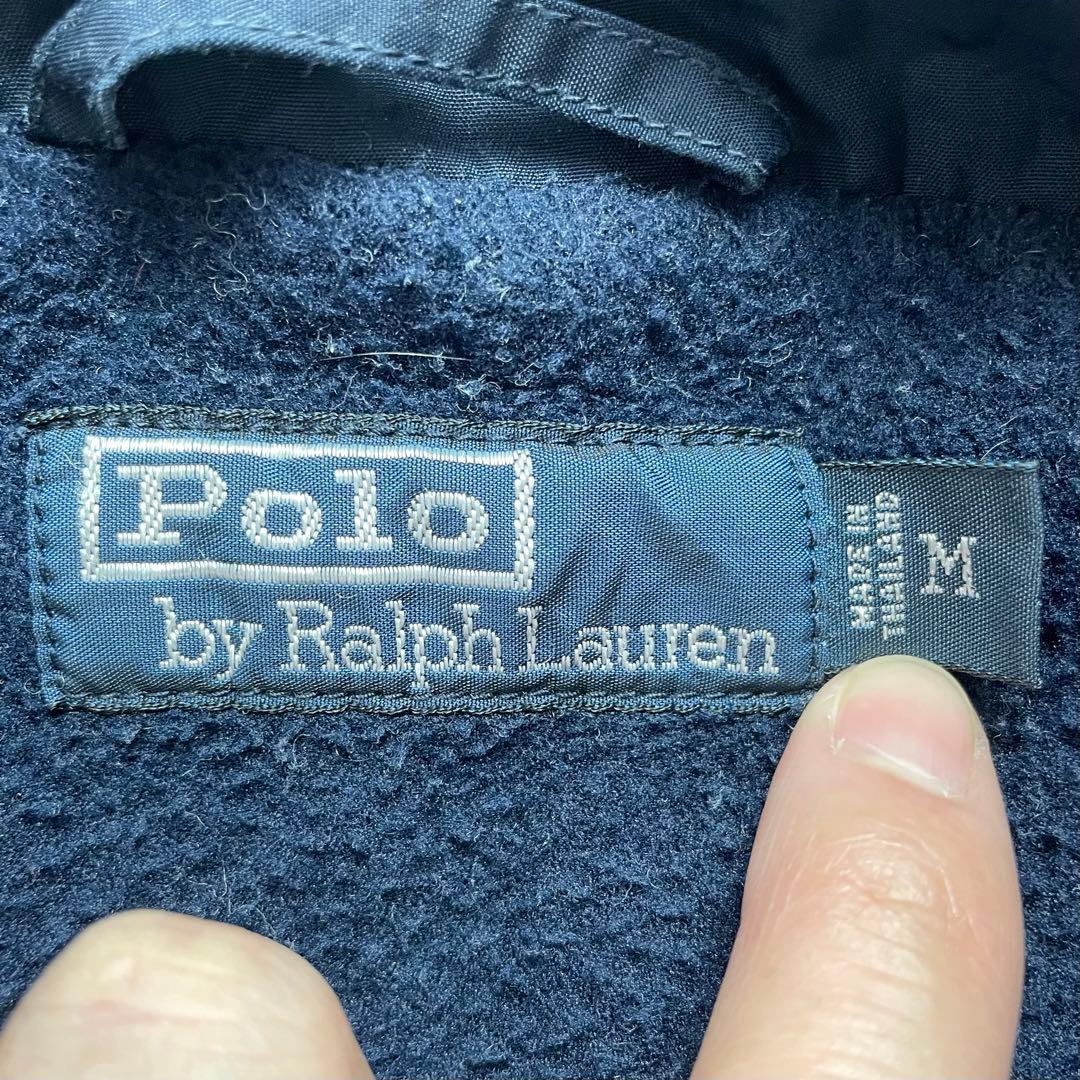 Polo
by Ralph Lauren
MADE IN
THAILAND
M